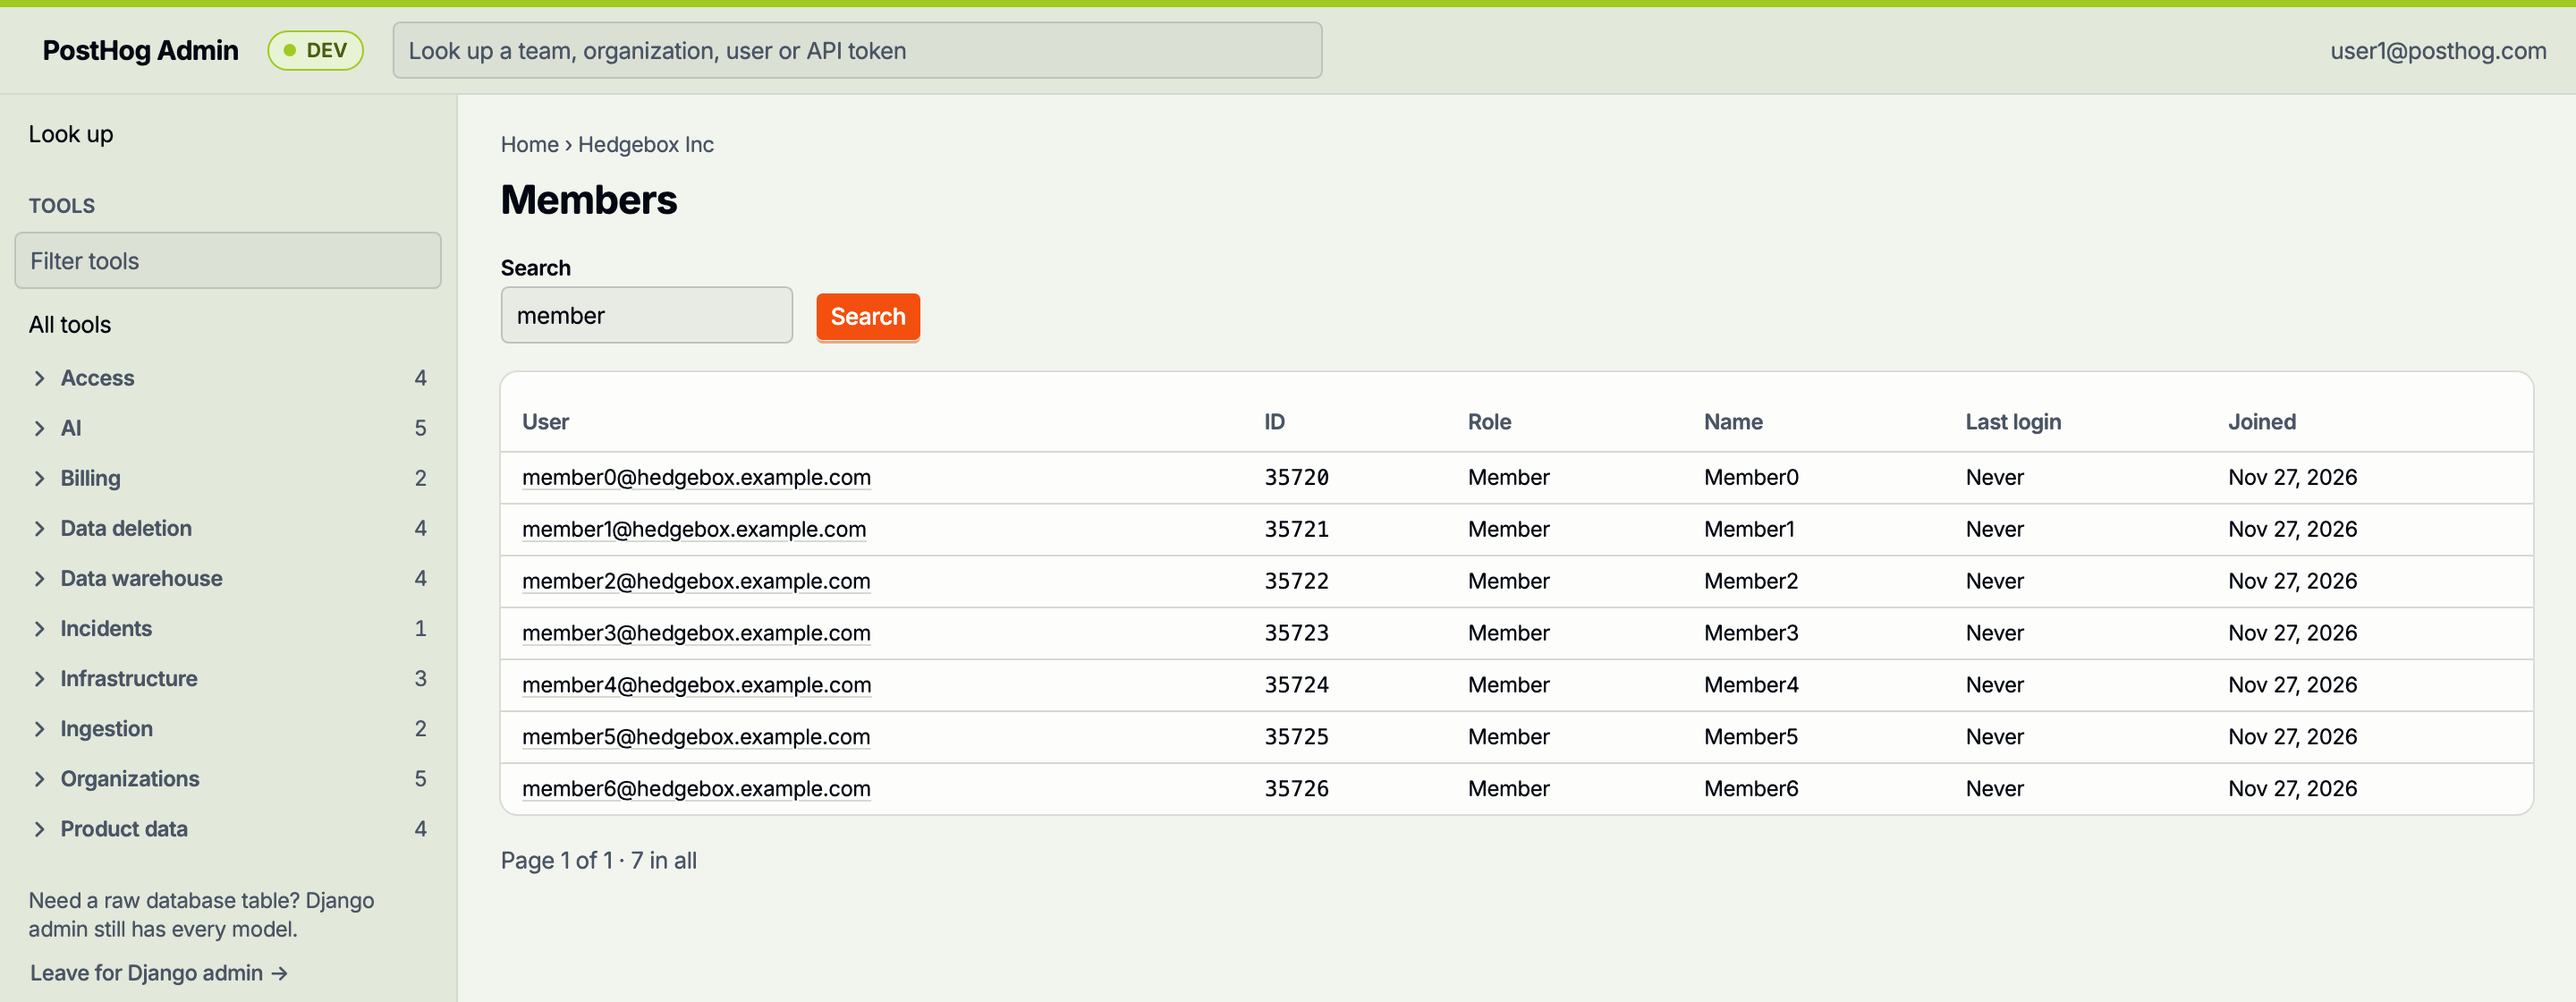 PostHog Admin
DEV
Look up a team, organization, user or API token
user1@posthog.com
Look up
TOOLS
Filter tools
All tools
Access 4
AI 5
Billing 2
Data deletion 4
Data warehouse 4
Incidents 1
Infrastructure 3
Ingestion 2
Organizations 5
Product data 4
Need a raw database table? Django
admin still has every model.
Leave for Django admin →
Home › Hedgebox Inc
Members
Search
member
Search
User ID Role Name Last login Joined
member0@hedgebox.example.com 35720 Member Member0 Never Nov 27, 2026
member1@hedgebox.example.com 35721 Member Member1 Never Nov 27, 2026
member2@hedgebox.example.com 35722 Member Member2 Never Nov 27, 2026
member3@hedgebox.example.com 35723 Member Member3 Never Nov 27, 2026
member4@hedgebox.example.com 35724 Member Member4 Never Nov 27, 2026
member5@hedgebox.example.com 35725 Member Member5 Never Nov 27, 2026
member6@hedgebox.example.com 35726 Member Member6 Never Nov 27, 2026
Page 1 of 1 · 7 in all